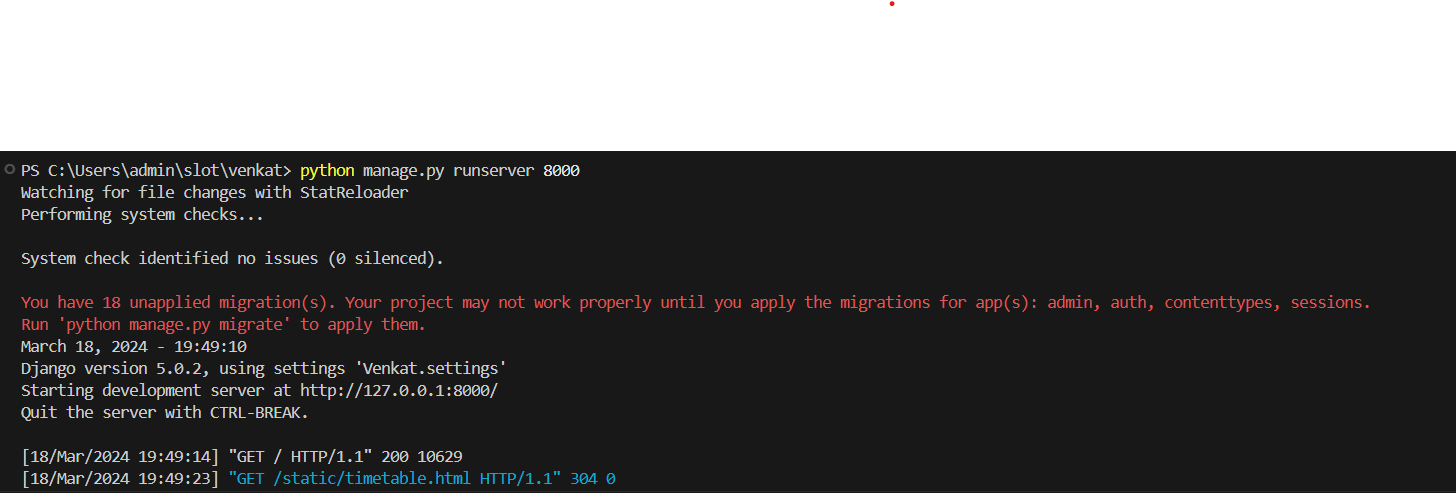 PS C:\Users\admin\slot\venkat> python manage.py runserver 8000
Watching for file changes with StatReloader
Performing system checks...
System check identified no issues (0 silenced).
You have 18 unapplied migration(s). Your project may not work properly until you apply the migrations for app(s): admin, auth, contenttypes, sessions.
Run 'python manage.py migrate' to apply them.
March 18, 2024 - 19:49:10
Django version 5.0.2, using settings 'Venkat.settings'
Starting development server at http://127.0.0.1:8000/
Quit the server with CTRL-BREAK.
[18/Mar/2024 19:49:14] "GET / HTTP/1.1" 200 10629
[18/Mar/2024 19:49:23] "GET /static/timetable.html HTTP/1.1" 304 0